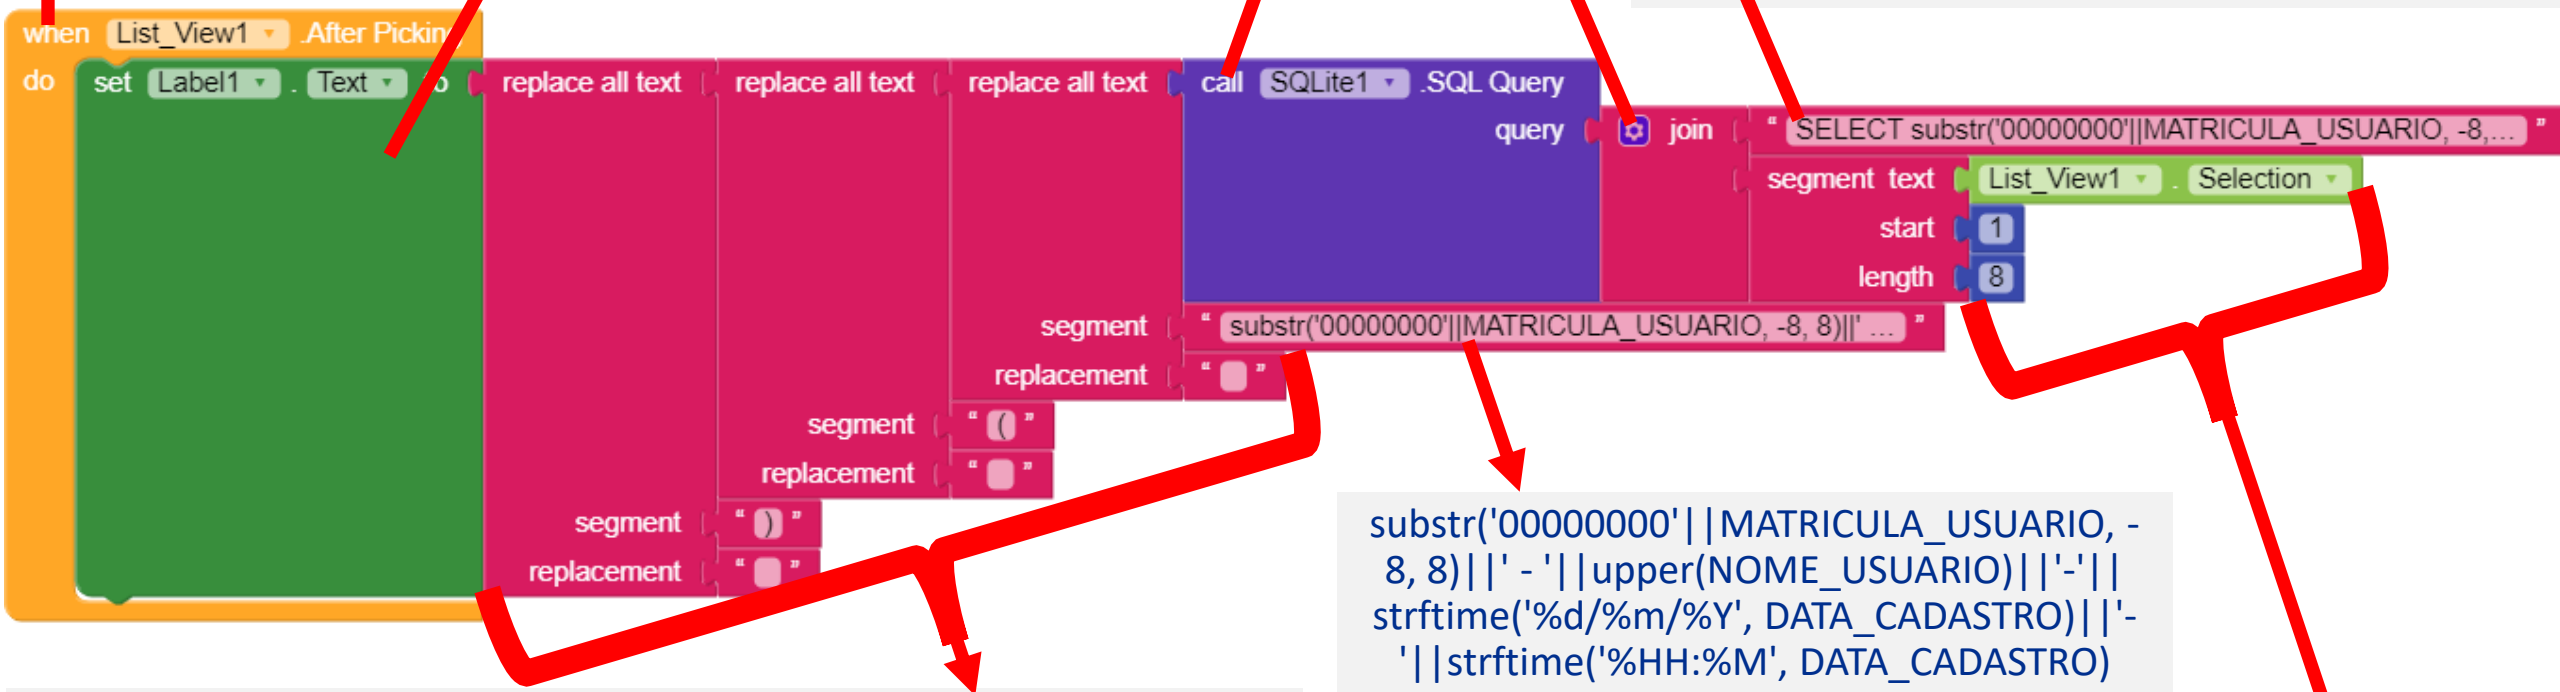 when List_View1 .After Picking
do set Label1 . Text to replace all text replace all text replace all text call SQLite1 .SQL Query
query join “ SELECT substr('00000000'||MATRICULA_USUARIO, -8,... ”
segment text List_View1 . Selection
start 1
length 8
segment “ substr('00000000'||MATRICULA_USUARIO, -8, 8)||' ... ”
replacement “ ”
segment “ ( ”
replacement “ ”
segment “ ) ”
replacement “ ”
substr('00000000'||MATRICULA_USUARIO, -
8, 8)||' - '||upper(NOME_USUARIO)||'-'||
strftime('%d/%m/%Y', DATA_CADASTRO)||'-
'||strftime('%HH:%M', DATA_CADASTRO)